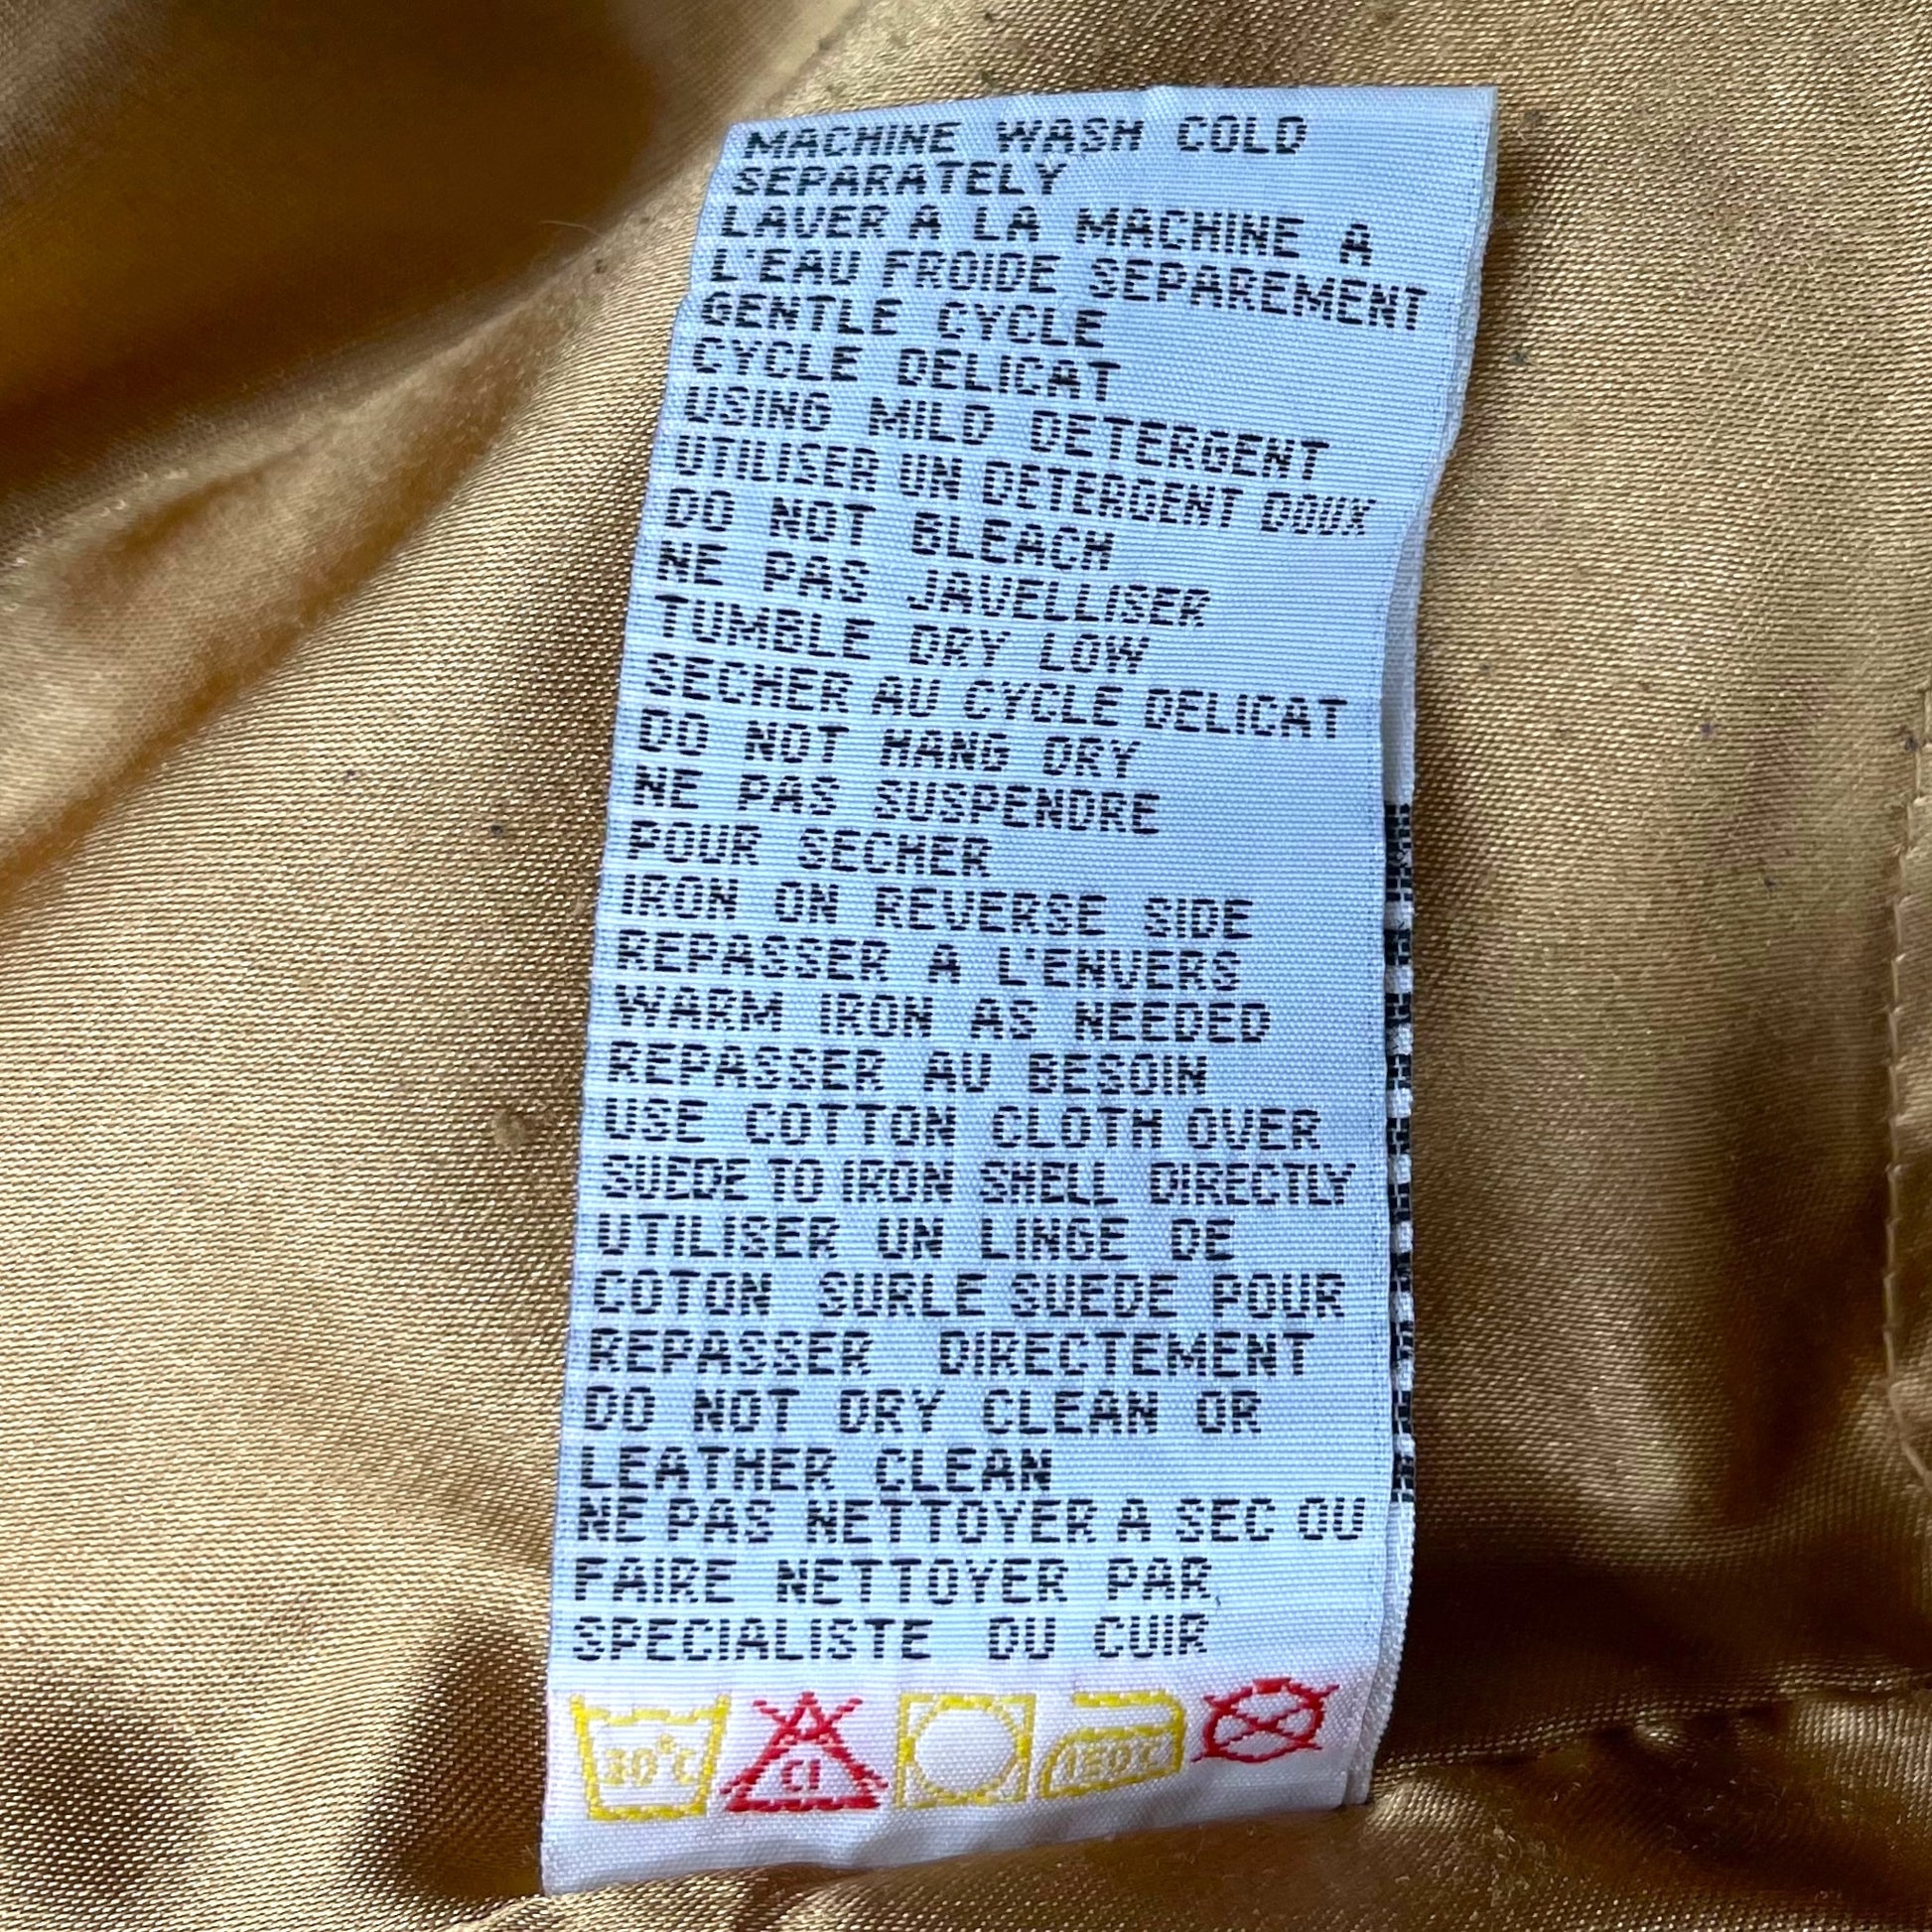 MACHINE WASH COLD
SEPARATELY
LAVER A LA MACHINE A
L'EAU FROIDE SEPAREMENT
GENTLE CYCLE
CYCLE DELICAT
USING MILD DETERGENT
UTILISER UN DETERGENT DOUX
DO NOT BLEACH
NE PAS JAVELLISER
TUMBLE DRY LOW
SECHER AU CYCLE DELICAT
DO NOT HANG DRY
NE PAS SUSPENDRE
POUR SECHER
IRON ON REVERSE SIDE
REPASSER A L'ENVERS
WARM IRON AS NEEDED
REPASSER AU BESOIN
USE COTTON CLOTH OVER
SUEDE TO IRON SHELL DIRECTLY
UTILISER UN LINGE DE
COTON SURLE SUEDE POUR
REPASSER DIRECTEMENT
DO NOT DRY CLEAN OR
LEATHER CLEAN
NE PAS NETTOYER A SEC OU
FAIRE NETTOYER PAR
SPECIALISTE DU CUIR
30°C Cl 150°C